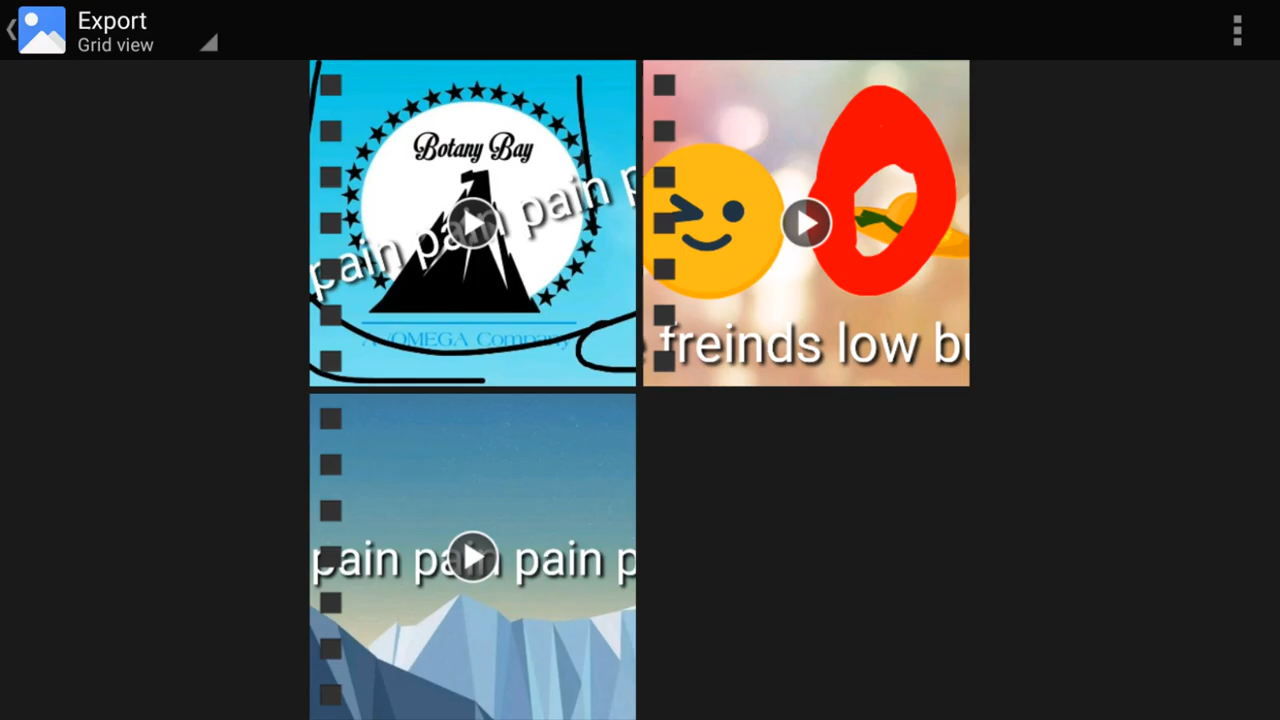 Export
Grid view
Botany Bay
pain pain pain p
A/OMEGA Company
freinds low bu
pain pain pain p